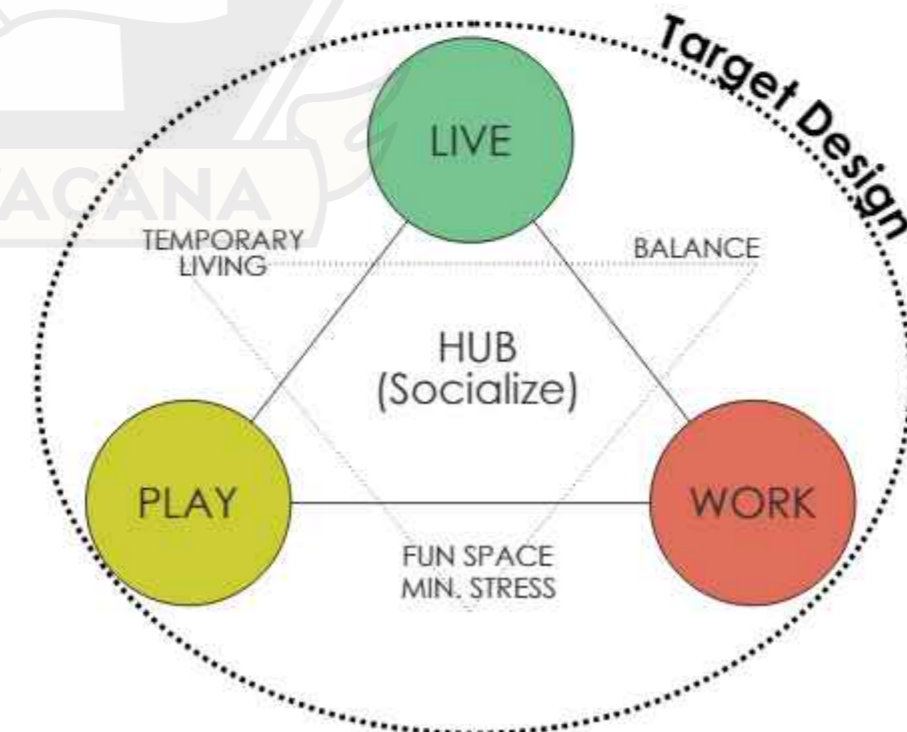 Target Design
LIVE
TEMPORARY
LIVING
BALANCE
HUB
(Socialize)
PLAY
WORK
FUN SPACE
MIN. STRESS